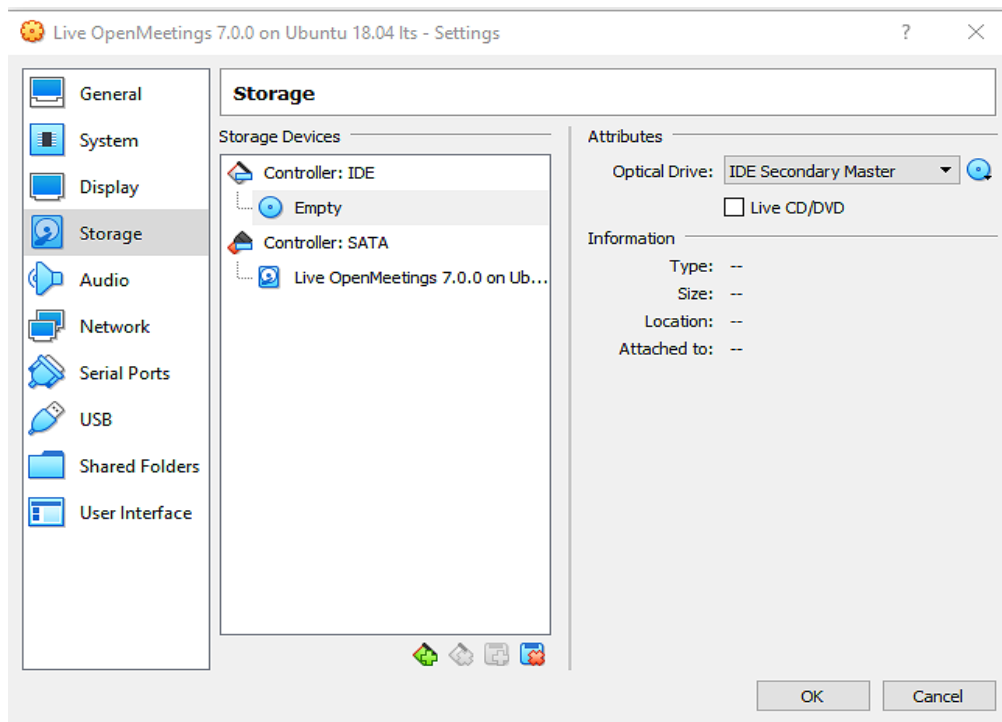 Live OpenMeetings 7.0.0 on Ubuntu 18.04 lts - Settings
?
General
System
Display
Storage
Audio
Network
Serial Ports
USB
Shared Folders
User Interface
Storage
Storage Devices
Controller: IDE
Empty
Controller: SATA
Live OpenMeetings 7.0.0 on Ub...
Attributes
Optical Drive: IDE Secondary Master
Live CD/DVD
Information
Type: --
Size: --
Location: --
Attached to: --
OK Cancel